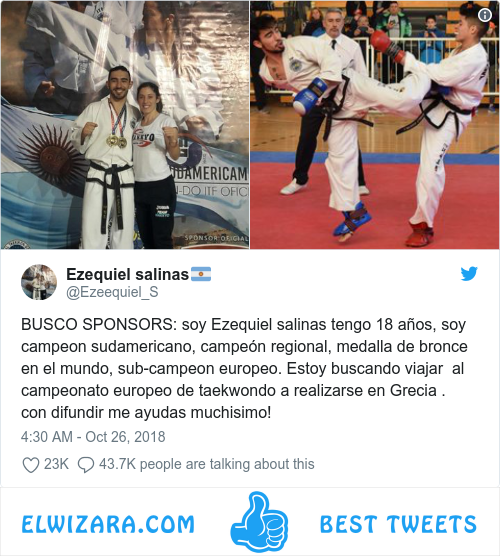 SUDAMERICAM
DO ITF OFIC
SPONSOR OFICIAL
Ezequiel salinas🇦🇷
@Ezeequiel_S
BUSCO SPONSORS: soy Ezequiel salinas tengo 18 años, soy
campeon sudamericano, campeón regional, medalla de bronce
en el mundo, sub-campeon europeo. Estoy buscando viajar al
campeonato europeo de taekwondo a realizarse en Grecia .
con difundir me ayudas muchisimo!
4:30 AM - Oct 26, 2018
23K 43.7K people are talking about this
ELWIZARA.COM BEST TWEETS